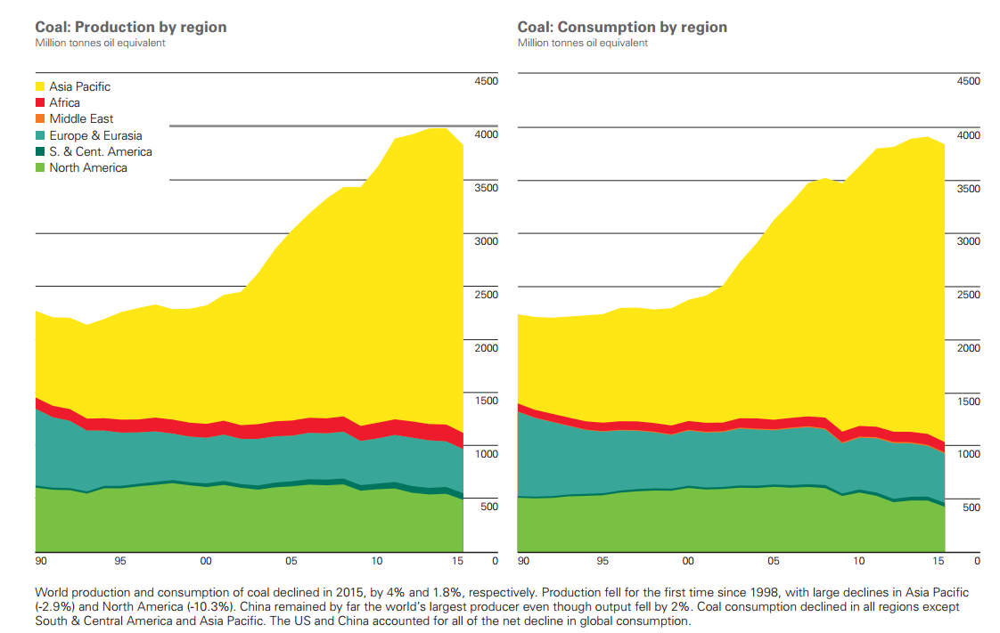 Coal: Production by region
Million tonnes oil equivalent
4500
Asia Pacific
Africa
Middle East
Europe & Eurasia
S. & Cent. America
North America
4000
3500
3000
2500
2000
1500
1000
500
90 95 00 05 10 15 0
Coal: Consumption by region
Million tonnes oil equivalent
4500
4000
3500
3000
2500
2000
1500
1000
500
90 95 00 05 10 15 0
World production and consumption of coal declined in 2015, by 4% and 1.8%, respectively. Production fell for the first time since 1998, with large declines in Asia Pacific
(-2.9%) and North America (-10.3%). China remained by far the world's largest producer even though output fell by 2%. Coal consumption declined in all regions except
South & Central America and Asia Pacific. The US and China accounted for all of the net decline in global consumption.